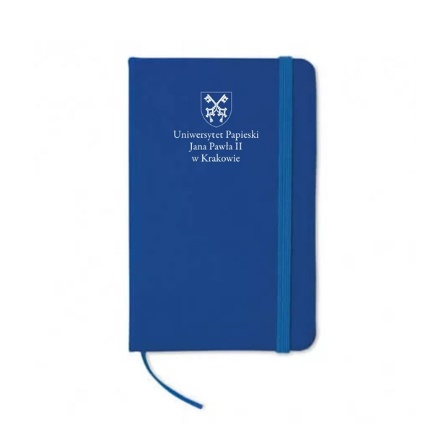 Uniwersytet Papieski
Jana Pawła II
w Krakowie